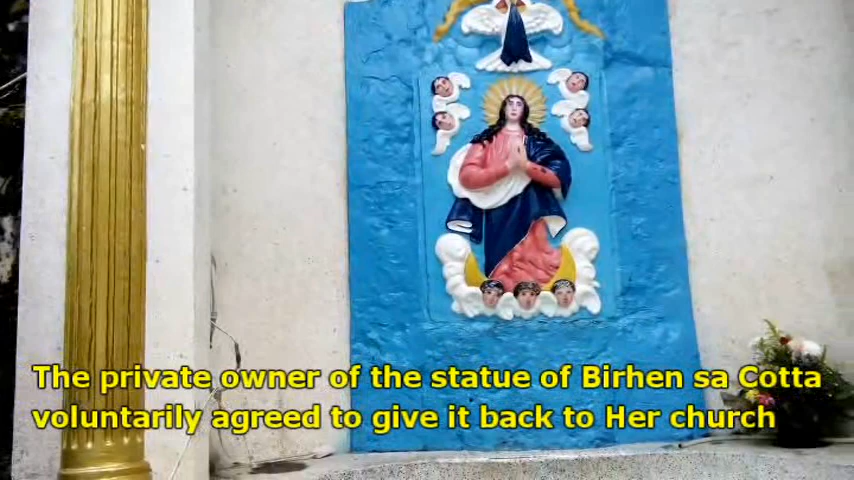 The private owner of the statue of Birhen sa Cotta
voluntarily agreed to give it back to Her church